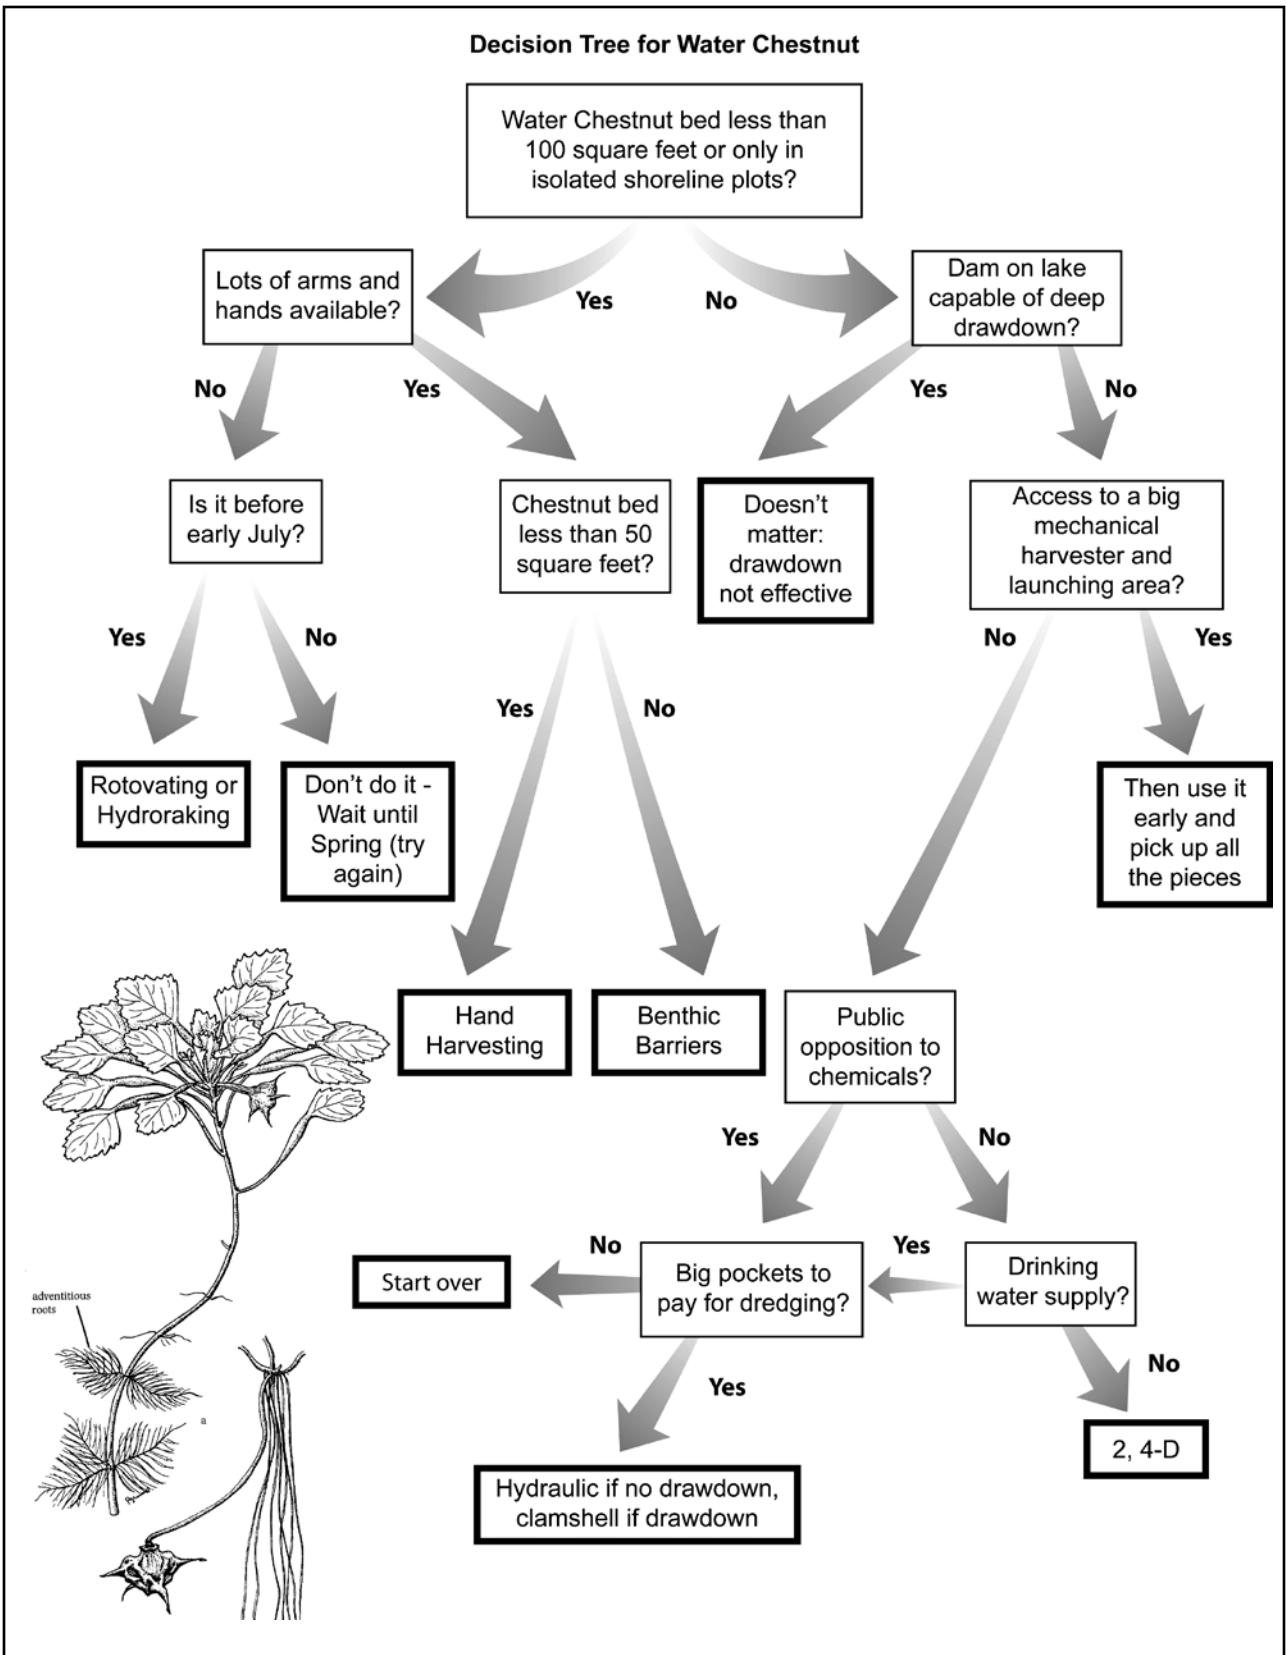 Decision Tree for Water Chestnut
Water Chestnut bed less than
100 square feet or only in
isolated shoreline plots?
Lots of arms and
hands available?
Yes
No
Dam on lake
capable of deep
drawdown?
No
Yes
Yes
No
Is it before
early July?
Chestnut bed
less than 50
square feet?
Doesn't
matter:
drawdown
not effective
Access to a big
mechanical
harvester and
launching area?
Yes
No
Yes
No
No
Yes
Rotovating or
Hydroraking
Don't do it -
Wait until
Spring (try
again)
Then use it
early and
pick up all
the pieces
Hand
Harvesting
Benthic
Barriers
Public
opposition to
chemicals?
Yes
No
Start over
No
Big pockets to
pay for dredging?
Yes
Drinking
water supply?
Yes
No
Hydraulic if no drawdown,
clamshell if drawdown
2, 4-D
adventitious
roots
a